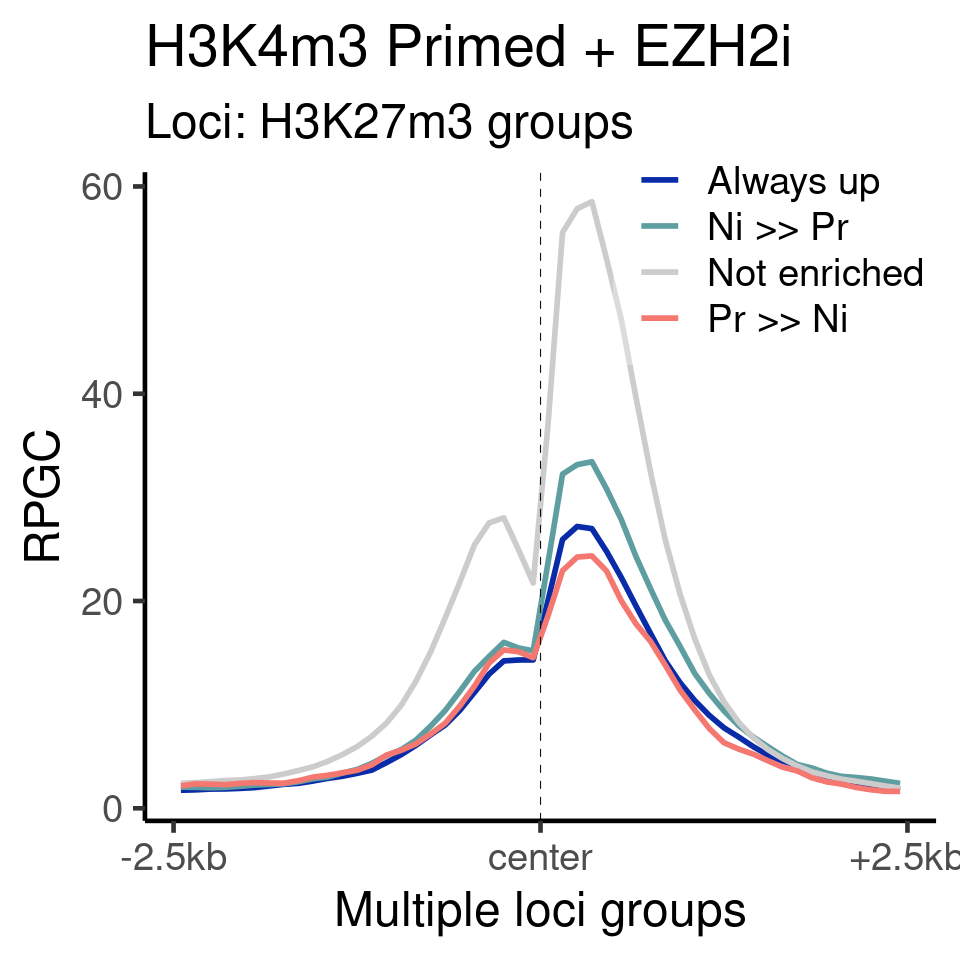 H3K4m3 Primed + EZH2i
Loci: H3K27m3 groups
Always up
Ni >> Pr
Not enriched
Pr >> Ni
60
40
20
0
RPGC
-2.5kb
center
+2.5kb
Multiple loci groups